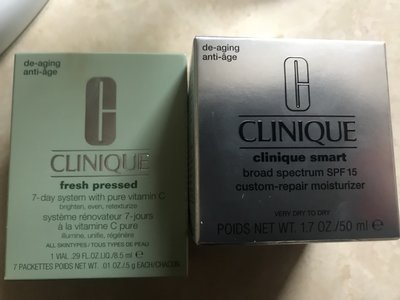 de-aging
anti-âge
CLINIQUE
fresh pressed
7-day system with pure vitamin C
brighten, even, retexturize
système rénovateur 7-jours
à la vitamine C pure
illumine, unifie, régénère
ALL SKINTYPES / TOUS TYPES DE PEAU
1 VIAL .29 FL.OZ.LIQ./8.5 ml ℮
7 PACKETTES POIDS NET WT. .01 OZ./.5 g EACH/CHACUN
de-aging
anti-âge
CLINIQUE
clinique smart
broad spectrum SPF 15
custom-repair moisturizer
VERY DRY TO DRY
POIDS NET WT. 1.7 OZ./50 ml ℮